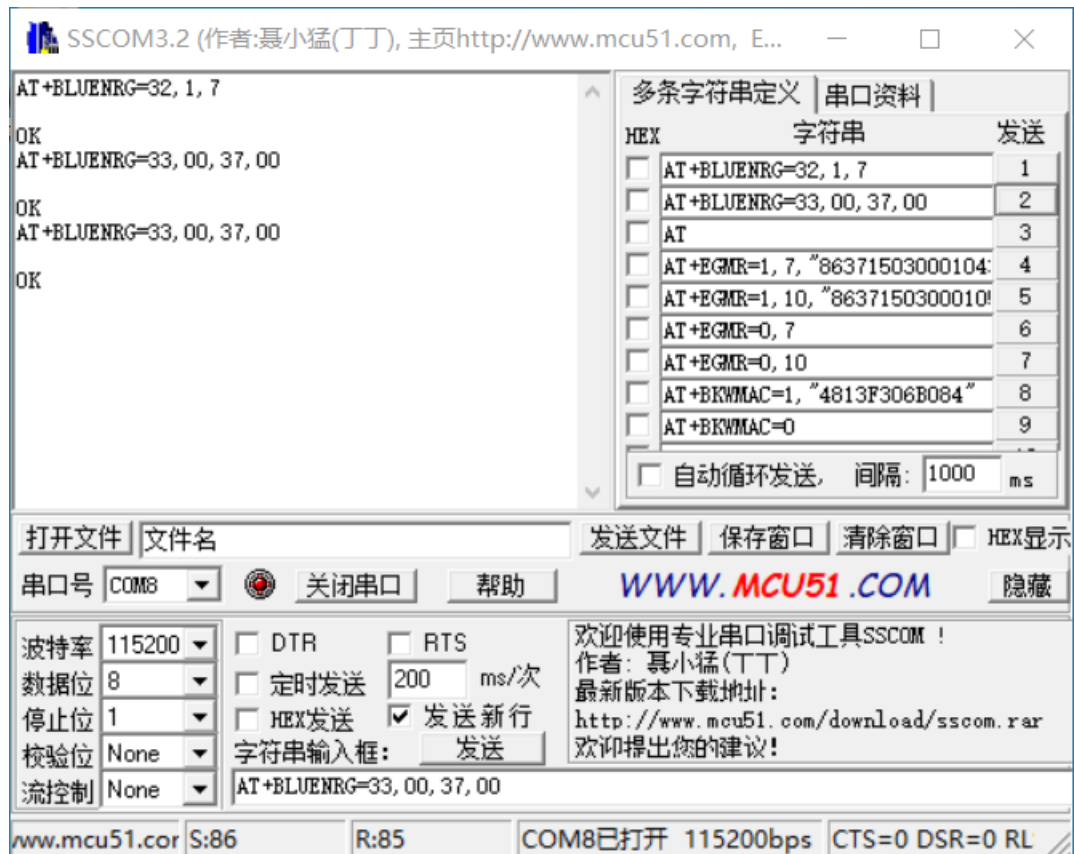 SSCOM3.2 (作者:聂小猛(丁丁), 主页http://www.mcu51.com, E...
AT+BLUENRG=32,1,7
OK
AT+BLUENRG=33,00,37,00
OK
AT+BLUENRG=33,00,37,00
OK
多条字符串定义 串口资料
HEX 字符串 发送
AT+BLUENRG=32,1,7 1
AT+BLUENRG=33,00,37,00 2
AT 3
AT+EGMR=1,7,"86371503000104 4
AT+EGMR=1,10,"8637150300010 5
AT+EGMR=0,7 6
AT+EGMR=0,10 7
AT+BKWMAC=1,"4813F306B084" 8
AT+BKWMAC=0 9
自动循环发送, 间隔: 1000 ms
打开文件 文件名 发送文件 保存窗口 清除窗口 HEX显示
串口号 COM8 关闭串口 帮助 WWW.MCU51.COM 隐藏
波特率 115200 DTR RTS
数据位 8 定时发送 200 ms/次
停止位 1 HEX发送 发送新行
校验位 None 字符串输入框: 发送
流控制 None AT+BLUENRG=33,00,37,00
欢迎使用专业串口调试工具SSCOM !
作者: 聂小猛(丁丁)
最新版本下载地址:
http://www.mcu51.com/download/sscom.rar
欢迎提出您的建议!
www.mcu51.cor S:86 R:85 COM8已打开 115200bps CTS=0 DSR=0 RL